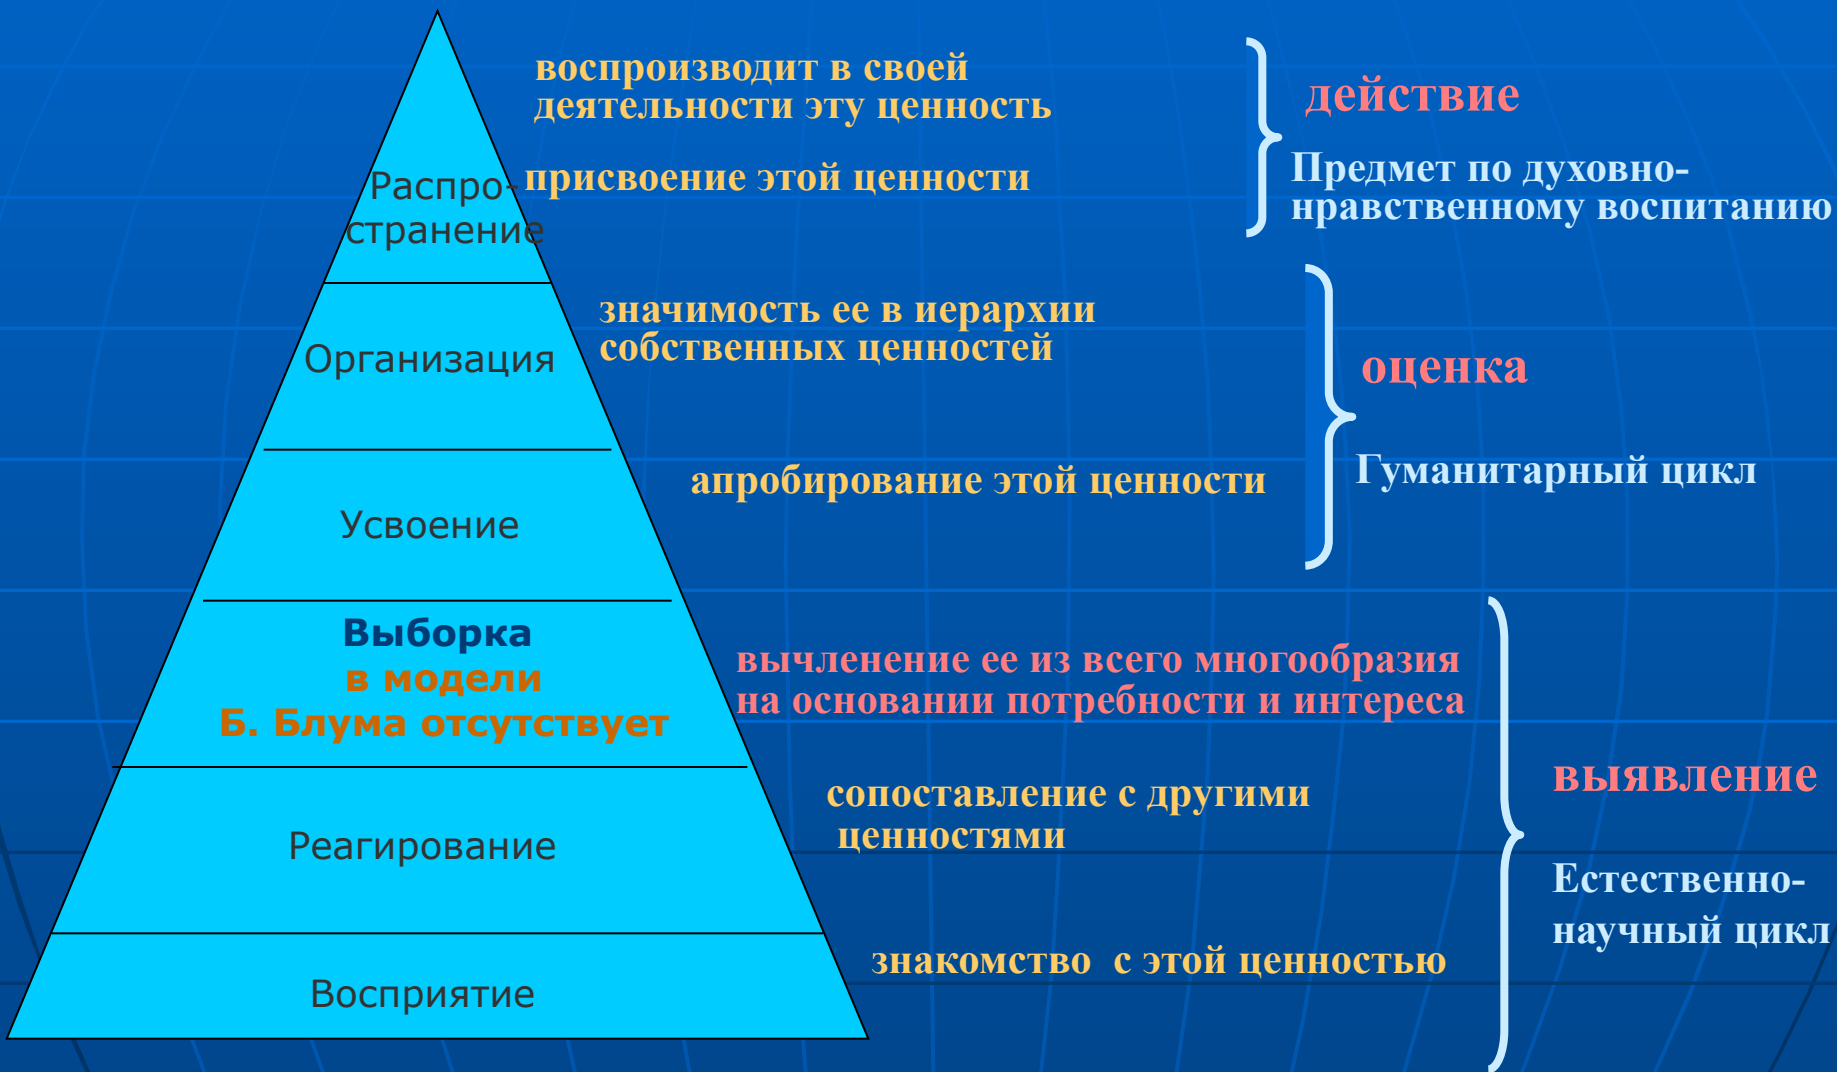 воспроизводит в своей
деятельности эту ценность
действие
Распро-
странение
присвоение этой ценности
Предмет по духовно-
нравственному воспитанию
Организация
значимость ее в иерархии
собственных ценностей
оценка
Усвоение
апробирование этой ценности
Гуманитарный цикл
Выборка
в модели
Б. Блума отсутствует
вычленение ее из всего многообразия
на основании потребности и интереса
выявление
Реагирование
сопоставление с другими
ценностями
Естественно-
научный цикл
Восприятие
знакомство с этой ценностью